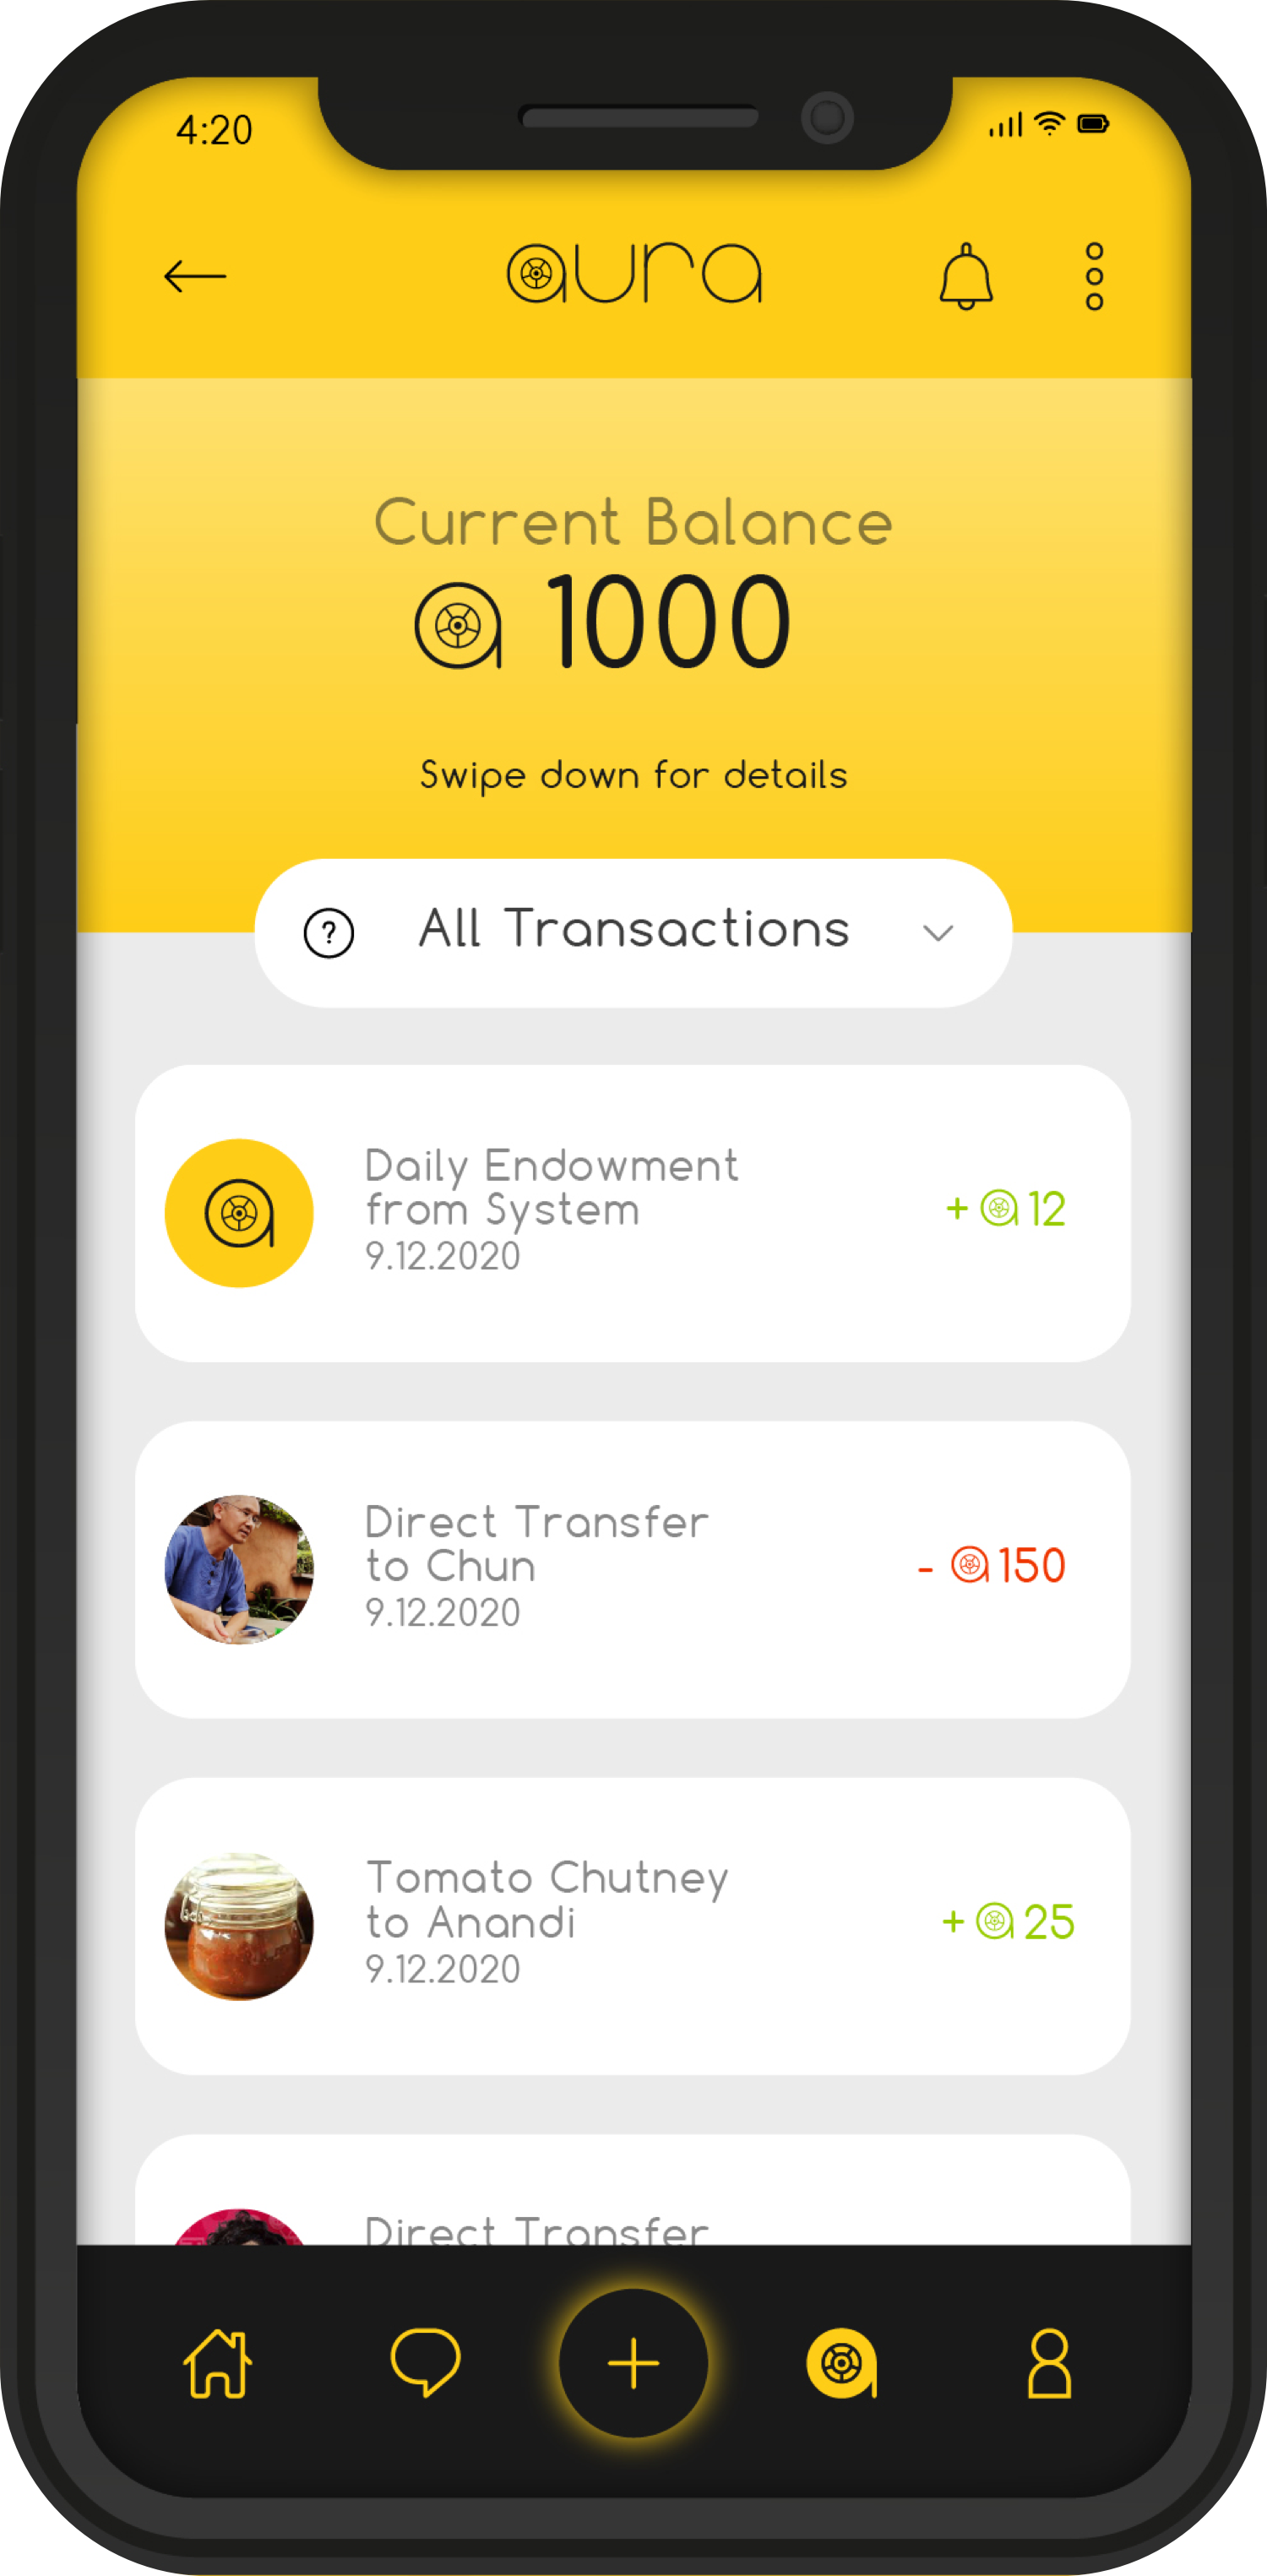 4:20
aura
Current Balance
1000
Swipe down for details
? All Transactions
Daily Endowment
from System
9.12.2020
+ 12
Direct Transfer
to Chun
9.12.2020
- 150
Tomato Chutney
to Anandi
9.12.2020
+ 25
Direct Transfer